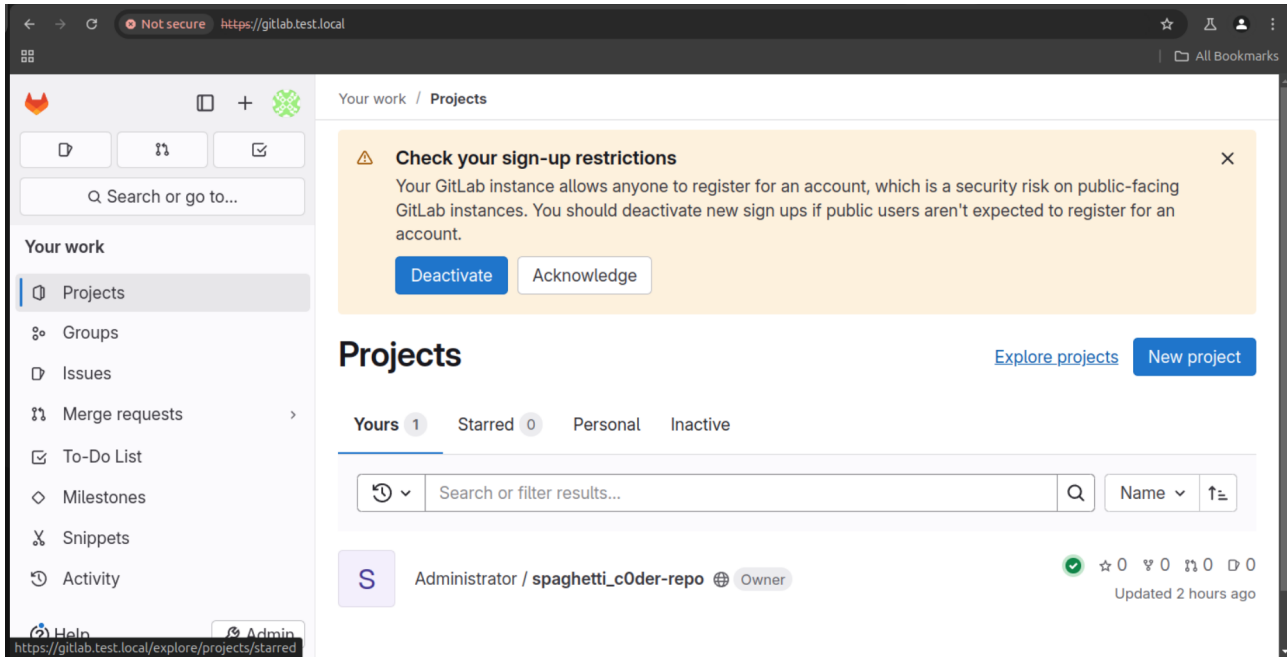 Not secure https://gitlab.test.local
All Bookmarks
Your work / Projects
Search or go to...
Your work
Projects
Groups
Issues
Merge requests
To-Do List
Milestones
Snippets
Activity
Help
Admin
https://gitlab.test.local/explore/projects/starred
Check your sign-up restrictions
Your GitLab instance allows anyone to register for an account, which is a security risk on public-facing
GitLab instances. You should deactivate new sign ups if public users aren't expected to register for an
account.
Deactivate Acknowledge
Projects
Explore projects New project
Yours 1 Starred 0 Personal Inactive
Search or filter results...
Name
S
Administrator / spaghetti_c0der-repo Owner
0 0 0 0
Updated 2 hours ago